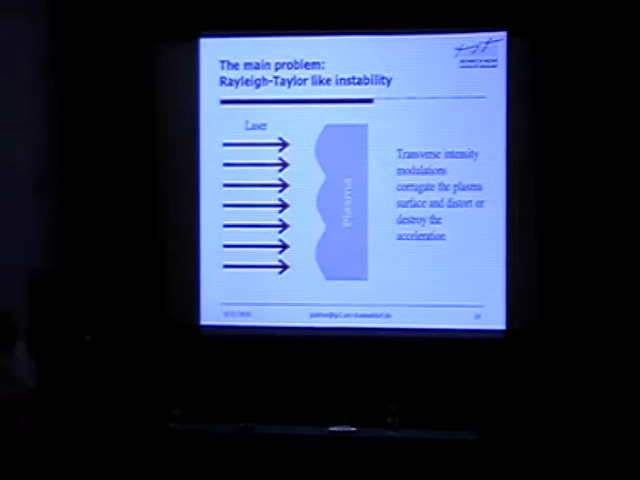 The main problem:
Rayleigh-Taylor like instability
Laser
Plasma
Transverse intensity
modulations
corrugate the plasma
surface and distort or
destroy the
acceleration